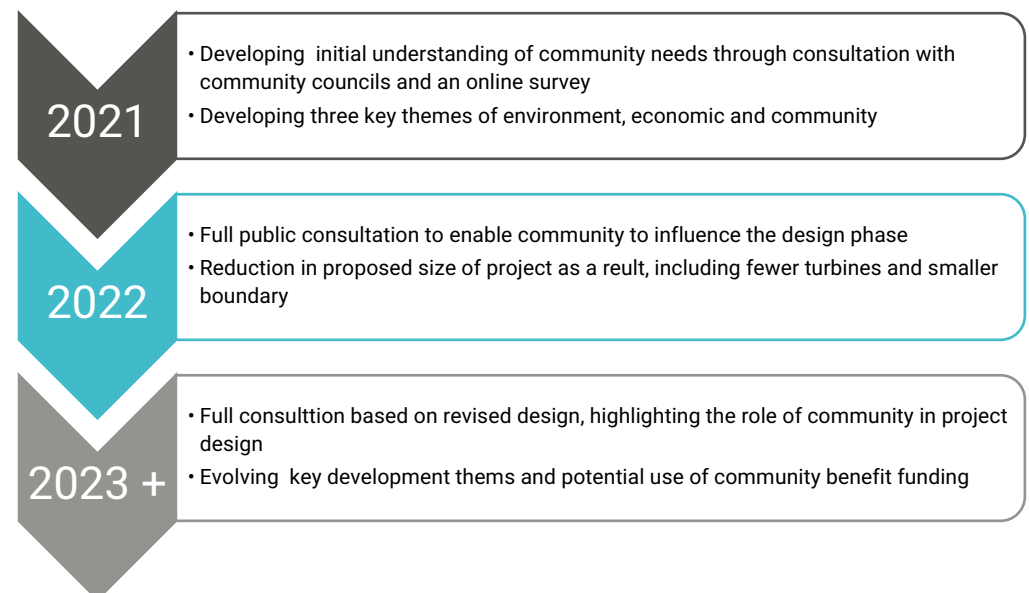 2021
• Developing  initial understanding of community needs through consultation with
community councils and an online survey
• Developing three key themes of environment, economic and community
2022
• Full public consultation to enable community to influence the design phase
• Reduction in proposed size of project as a reult, including fewer turbines and smaller
boundary
2023 +
• Full consulttion based on revised design, highlighting the role of community in project
design
• Evolving  key development thems and potential use of community benefit funding